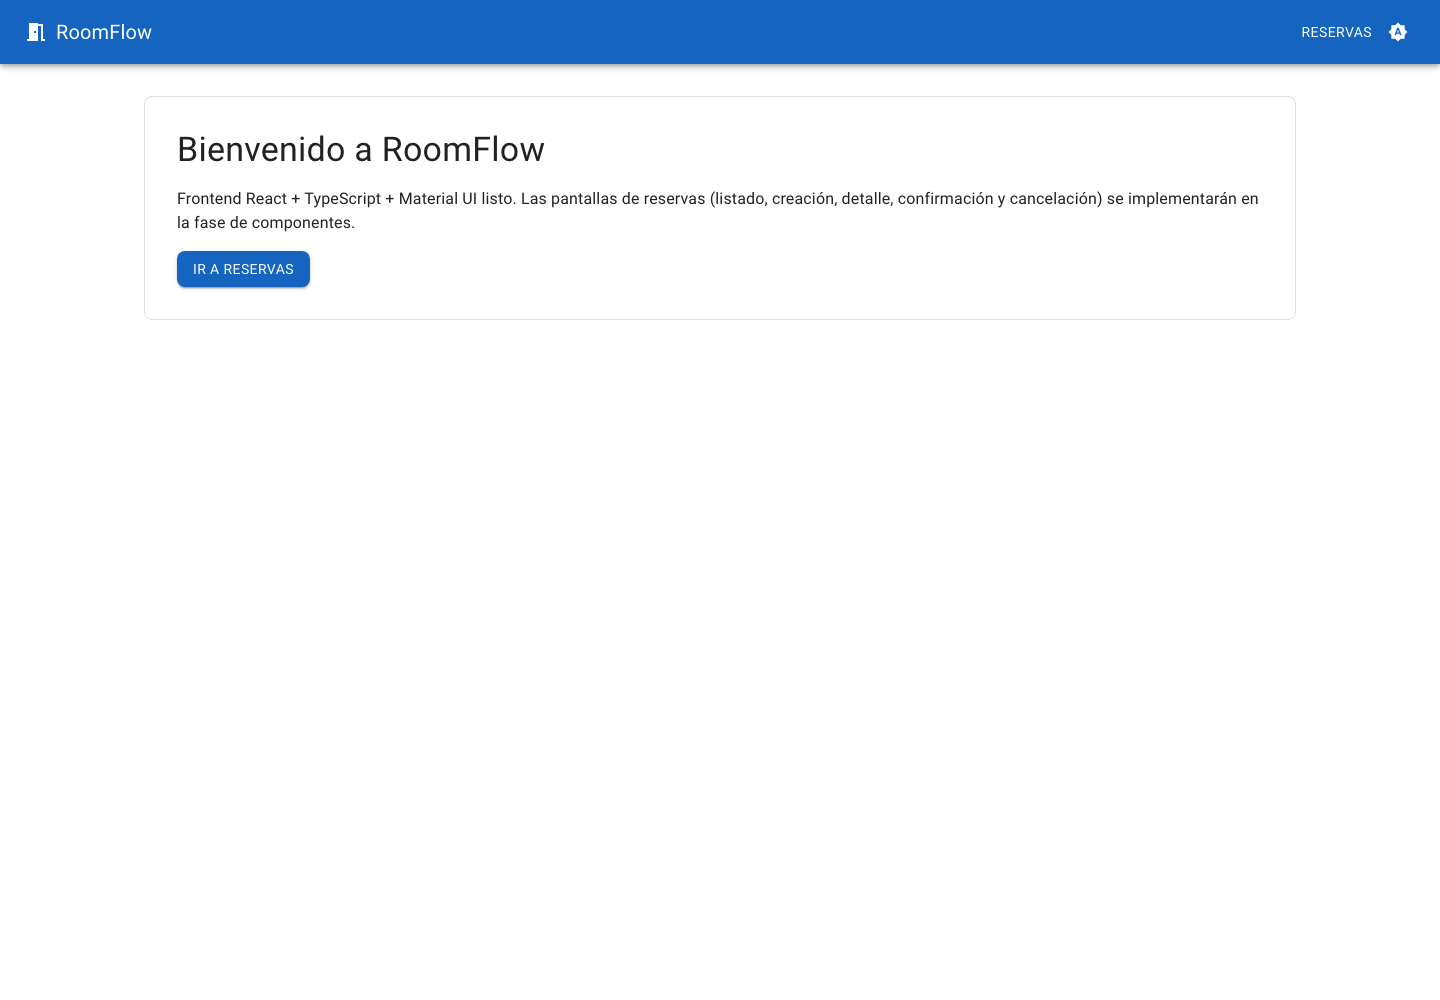 RoomFlow
RESERVAS
A
Bienvenido a RoomFlow
Frontend React + TypeScript + Material UI listo. Las pantallas de reservas (listado, creación, detalle, confirmación y cancelación) se implementarán en
la fase de componentes.
IR A RESERVAS